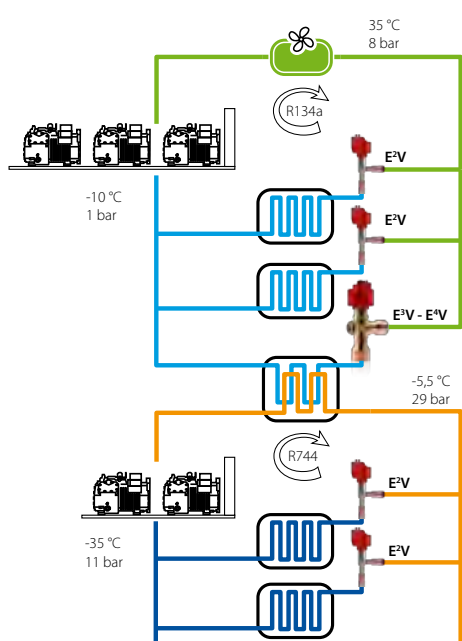 35 °C
8 bar
R134a
E²V
-10 °C
1 bar
E²V
E³V - E⁴V
-5,5 °C
29 bar
R744
E²V
-35 °C
11 bar
E²V